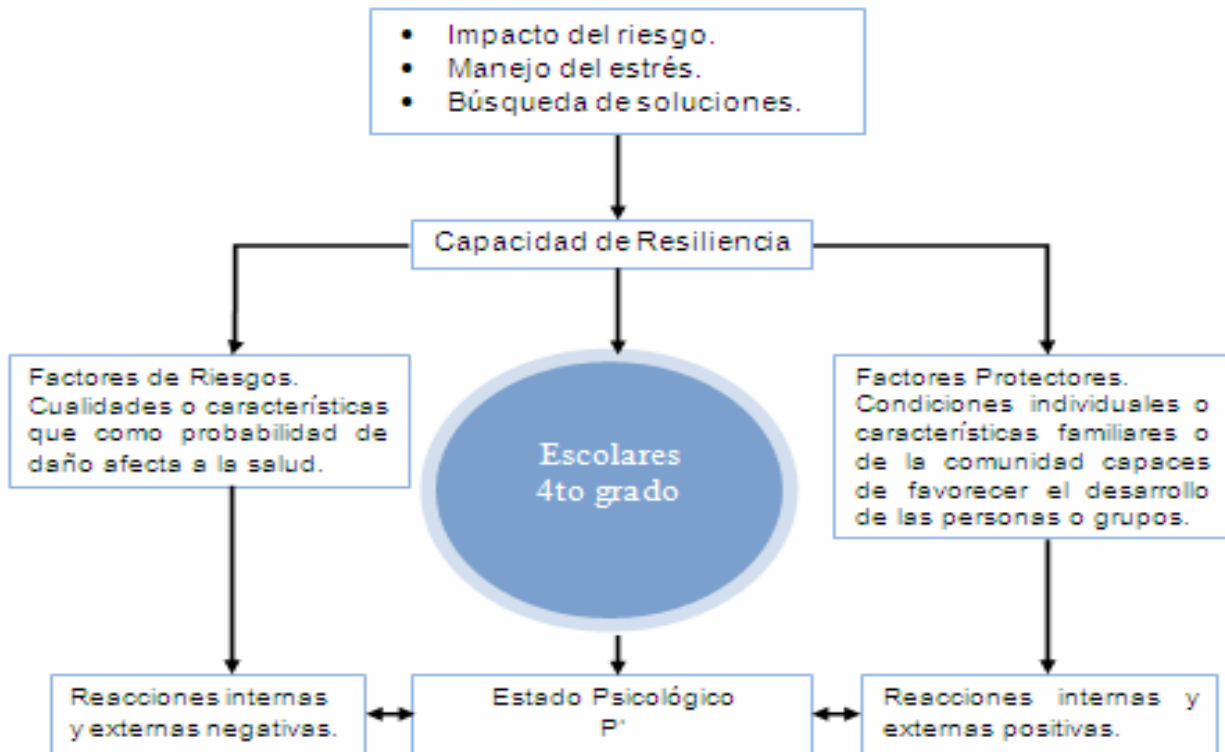 • Impacto del riesgo.
• Manejo del estrés.
• Búsqueda de soluciones.
Capacidad de Resiliencia
Factores de Riesgos.
Cualidades o características
que como probabilidad de
daño afecta a la salud.
Escolares
4to grado
Factores Protectores.
Condiciones individuales o
características familiares o
de la comunidad capaces
de favorecer el desarrollo
de las personas o grupos.
Reacciones internas
y externas negativas.
Estado Psicológico
P'
Reacciones internas y
externas positivas.